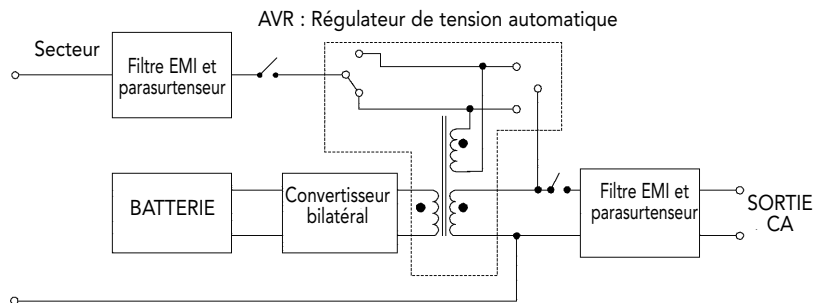 AVR : Régulateur de tension automatique
Secteur
Filtre EMI et
parasurtenseur
BATTERIE
Convertisseur
bilatéral
Filtre EMI et
parasurtenseur
SORTIE
CA